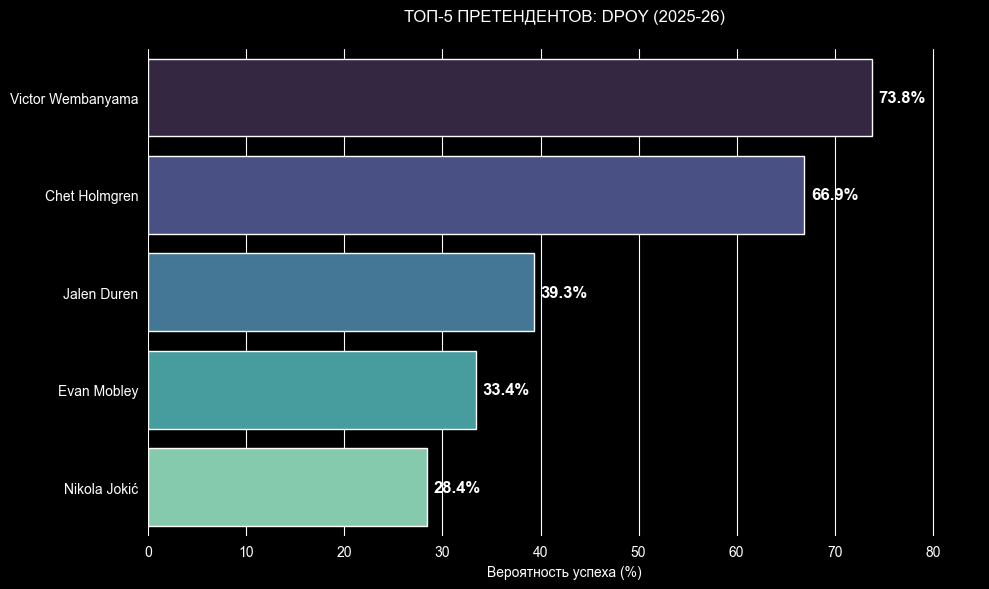 ТОП-5 ПРЕТЕНДЕНТОВ: DPOY (2025-26)
Victor Wembanyama
73.8%
Chet Holmgren
66.9%
Jalen Duren
39.3%
Evan Mobley
33.4%
Nikola Jokić
28.4%
0 10 20 30 40 50 60 70 80
Вероятность успеха (%)